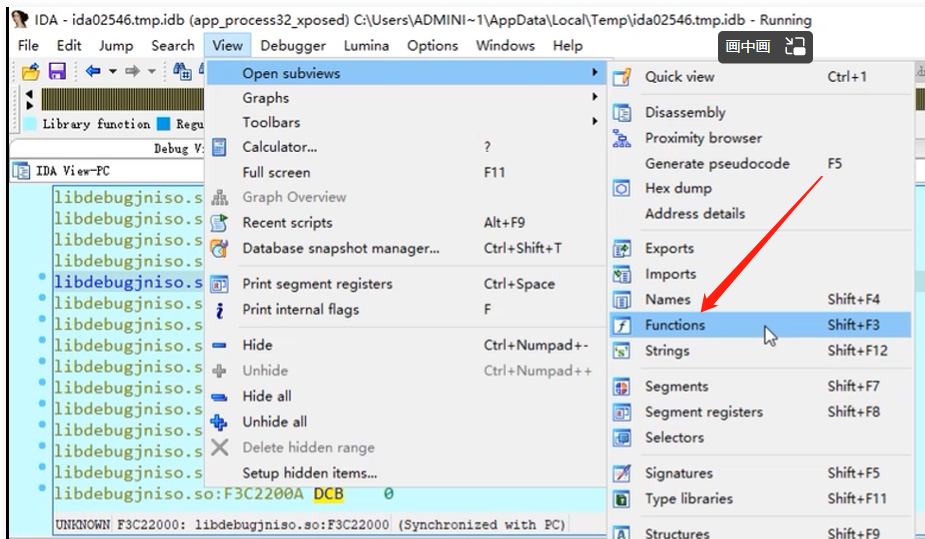 IDA - ida02546.tmp.idb (app_process32_xposed) C:\Users\ADMINI~1\AppData\Local\Temp\ida02546.tmp.idb - Running
File Edit Jump Search View Debugger Lumina Options Windows Help
画中画
Library function Regu
Debug V
IDA View-PC
libdebugjniso.s
libdebugjniso.s
libdebugjniso.s
libdebugjniso.s
libdebugjniso.s
libdebugjniso.s
libdebugjniso.s
libdebugjniso.s
libdebugjniso.s
libdebugjniso.s
libdebugjniso.s
libdebugjniso.s
libdebugjniso.s
libdebugjniso.s
libdebugjniso.so:F3C2200A DCB 0
UNKNOWN F3C22000: libdebugjniso.so:F3C22000 (Synchronized with PC)
Open subviews
Graphs
Toolbars
Calculator... ?
Full screen F11
Graph Overview
Recent scripts Alt+F9
Database snapshot manager... Ctrl+Shift+T
Print segment registers Ctrl+Space
Print internal flags F
Hide Ctrl+Numpad+-
Unhide Ctrl+Numpad++
Hide all
Unhide all
Delete hidden range
Setup hidden items...
Quick view Ctrl+1
Disassembly
Proximity browser
Generate pseudocode F5
Hex dump
Address details
Exports
Imports
Names Shift+F4
Functions Shift+F3
Strings Shift+F12
Segments Shift+F7
Segment registers Shift+F8
Selectors
Signatures Shift+F5
Type libraries Shift+F11
Structures Shift+F9